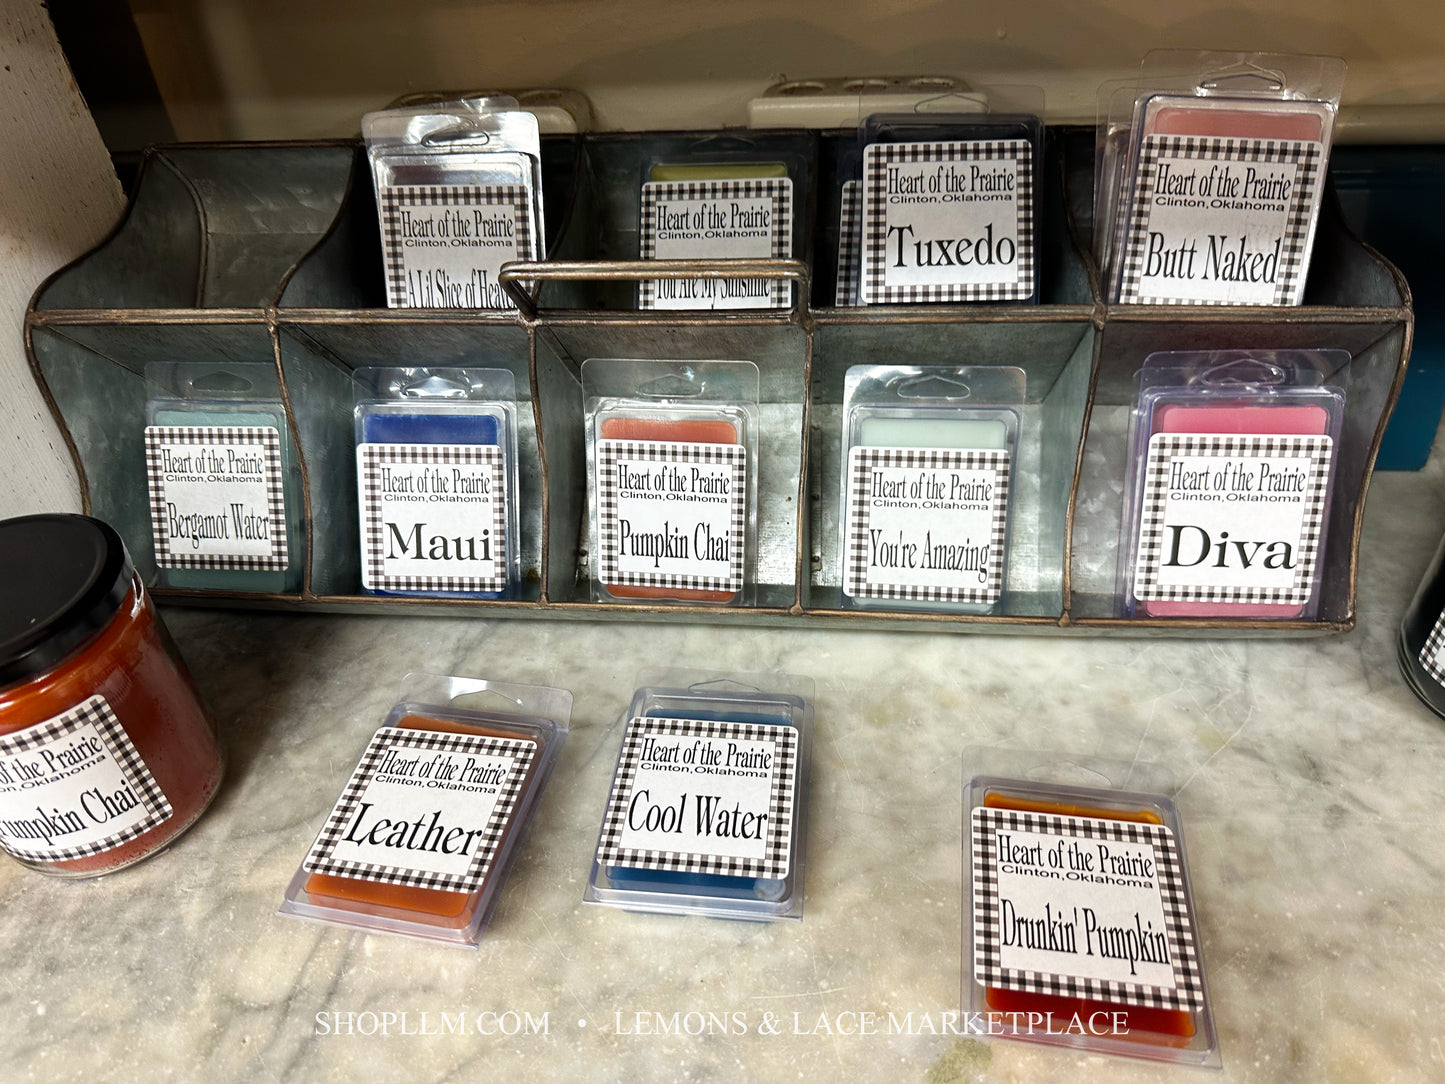 Heart of the Prairie
Clinton, Oklahoma
A Lil Slice of
Heart of the Prairie
Clinton, Oklahoma
You Are My Sunshine
Heart of the Prairie
Clinton, Oklahoma
Tuxedo
Heart of the Prairie
Clinton, Oklahoma
Butt Naked
Heart of the Prairie
Clinton, Oklahoma
Bergamot Water
Heart of the Prairie
Clinton, Oklahoma
Maui
Heart of the Prairie
Clinton, Oklahoma
Pumpkin Chai
Heart of the Prairie
Clinton, Oklahoma
You're Amazing
Heart of the Prairie
Clinton, Oklahoma
Diva
of the Prairie
Oklahoma
Pumpkin Chai
Heart of the Prairie
Clinton, Oklahoma
Leather
Heart of the Prairie
Clinton, Oklahoma
Cool Water
Heart of the Prairie
Clinton, Oklahoma
Drunkin' Pumpkin
SHOPLLM.COM • LEMONS & LACE MARKETPLACE